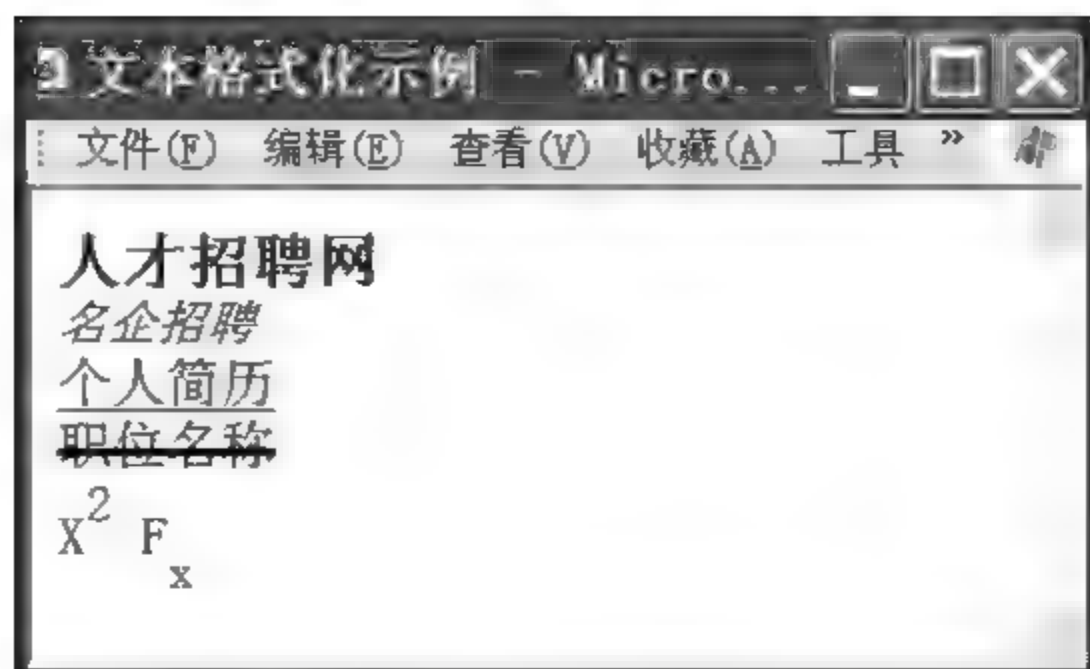 文本格式化示例 - Micro...
文件(F) 编辑(E) 查看(V) 收藏(A) 工具 »
人才招聘网
名企招聘
个人简历
职位名称
X² Fₓ